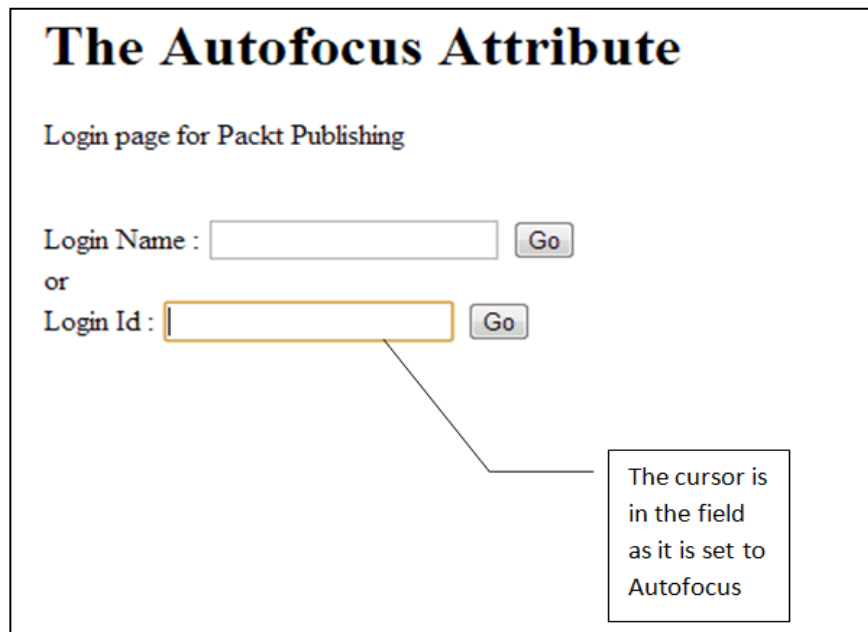 The Autofocus Attribute
Login page for Packt Publishing
Login Name : Go
or
Login Id : Go
The cursor is
in the field
as it is set to
Autofocus